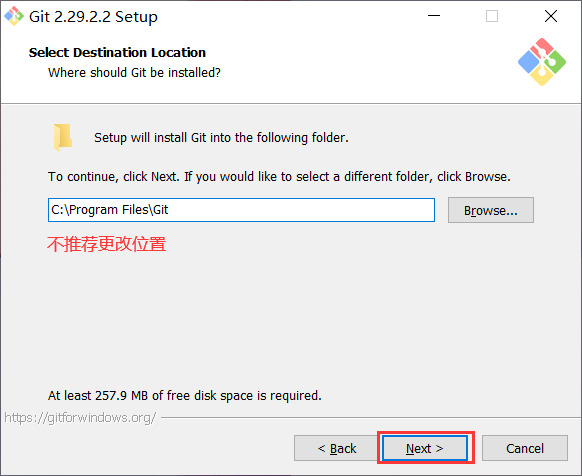 Git 2.29.2.2 Setup
Select Destination Location
Where should Git be installed?
Setup will install Git into the following folder.
To continue, click Next. If you would like to select a different folder, click Browse.
C:\Program Files\Git
Browse...
不推荐更改位置
At least 257.9 MB of free disk space is required.
https://gitforwindows.org/
< Back
Next >
Cancel